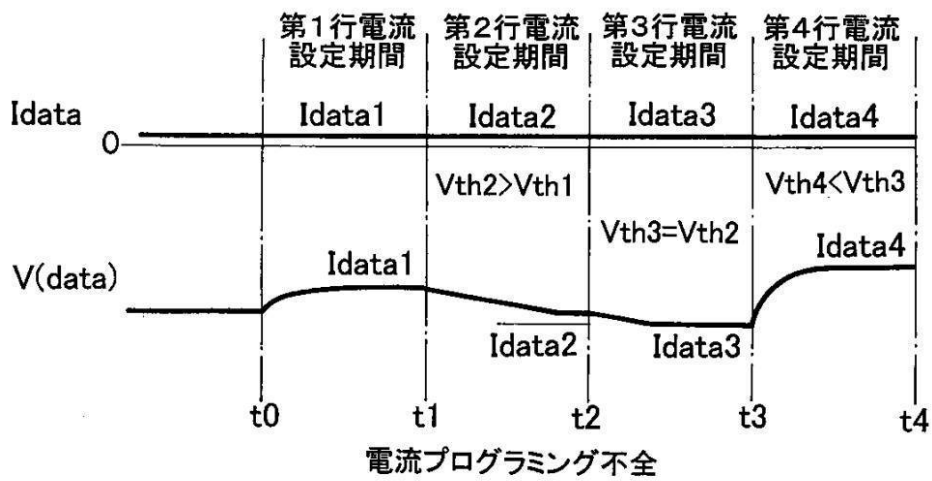 第1行電流
設定期間
第2行電流
設定期間
第3行電流
設定期間
第4行電流
設定期間
Idata
Idata1
Idata2
Idata3
Idata4
0
Vth2>Vth1
Vth4<Vth3
Vth3=Vth2
Idata4
Idata1
V(data)
Idata2
Idata3
t0
t1
t2
t3
t4
電流プログラミング不全